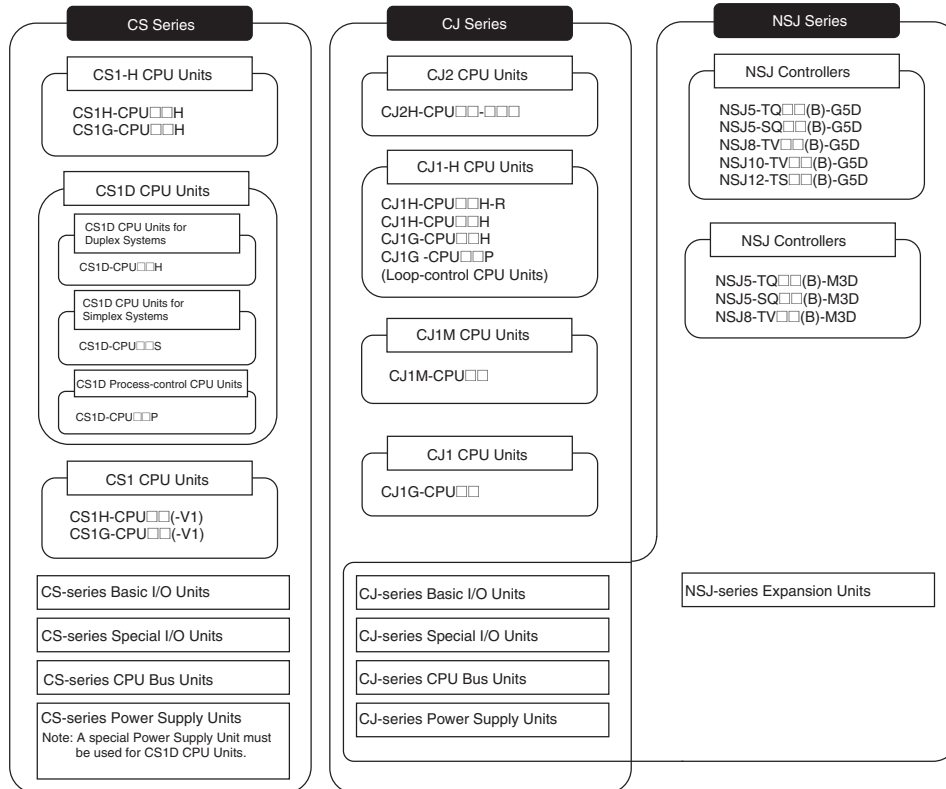 CS Series
CS1-H CPU Units
CS1H-CPU□□H
CS1G-CPU□□H
CS1D CPU Units
CS1D CPU Units for
Duplex Systems
CS1D-CPU□□H
CS1D CPU Units for
Simplex Systems
CS1D-CPU□□S
CS1D Process-control CPU Units
CS1D-CPU□□P
CS1 CPU Units
CS1H-CPU□□(-V1)
CS1G-CPU□□(-V1)
CS-series Basic I/O Units
CS-series Special I/O Units
CS-series CPU Bus Units
CS-series Power Supply Units
Note: A special Power Supply Unit must
be used for CS1D CPU Units.
CJ Series
CJ2 CPU Units
CJ2H-CPU□□-□□□
CJ1-H CPU Units
CJ1H-CPU□□H-R
CJ1H-CPU□□H
CJ1G-CPU□□H
CJ1G -CPU□□P
(Loop-control CPU Units)
CJ1M CPU Units
CJ1M-CPU□□
CJ1 CPU Units
CJ1G-CPU□□
CJ-series Basic I/O Units
CJ-series Special I/O Units
CJ-series CPU Bus Units
CJ-series Power Supply Units
NSJ Series
NSJ Controllers
NSJ5-TQ□□(B)-G5D
NSJ5-SQ□□(B)-G5D
NSJ8-TV□□(B)-G5D
NSJ10-TV□□(B)-G5D
NSJ12-TS□□(B)-G5D
NSJ Controllers
NSJ5-TQ□□(B)-M3D
NSJ5-SQ□□(B)-M3D
NSJ8-TV□□(B)-M3D
NSJ-series Expansion Units